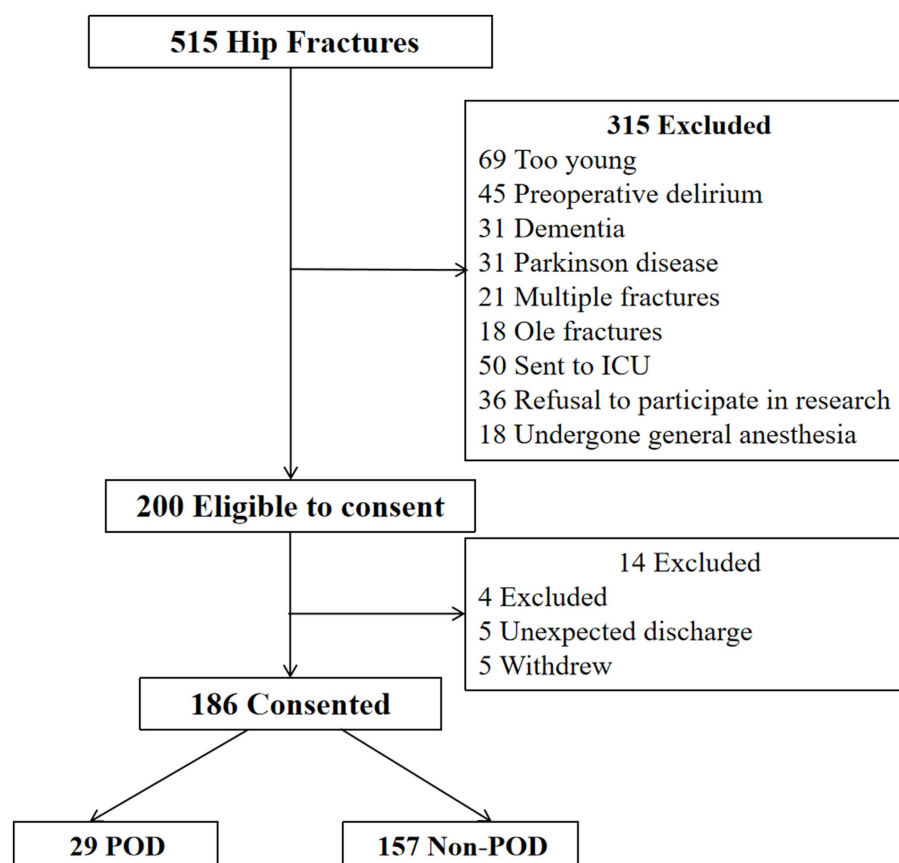 515 Hip Fractures
315 Excluded
69 Too young
45 Preoperative delirium
31 Dementia
31 Parkinson disease
21 Multiple fractures
18 Ole fractures
50 Sent to ICU
36 Refusal to participate in research
18 Undergone general anesthesia
200 Eligible to consent
14 Excluded
4 Excluded
5 Unexpected discharge
5 Withdrew
186 Consented
29 POD
157 Non-POD